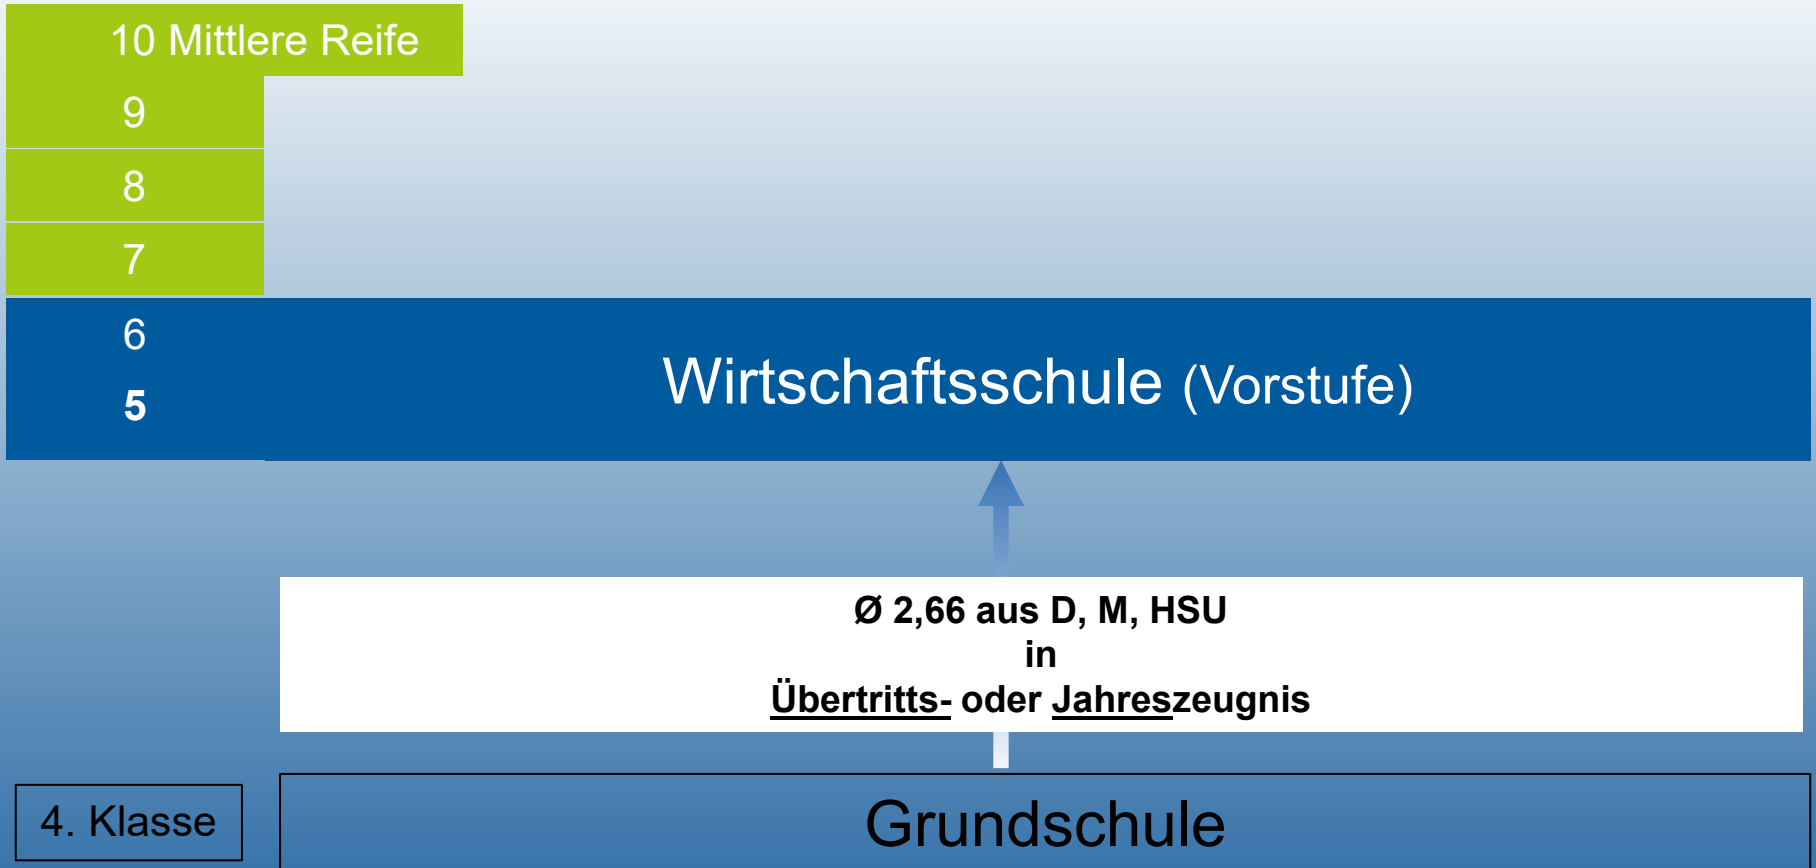 10 Mittlere Reife
9
8
7
6
5
Wirtschaftsschule (Vorstufe)
Ø 2,66 aus D, M, HSU
in
Übertritts- oder Jahreszeugnis
4. Klasse
Grundschule